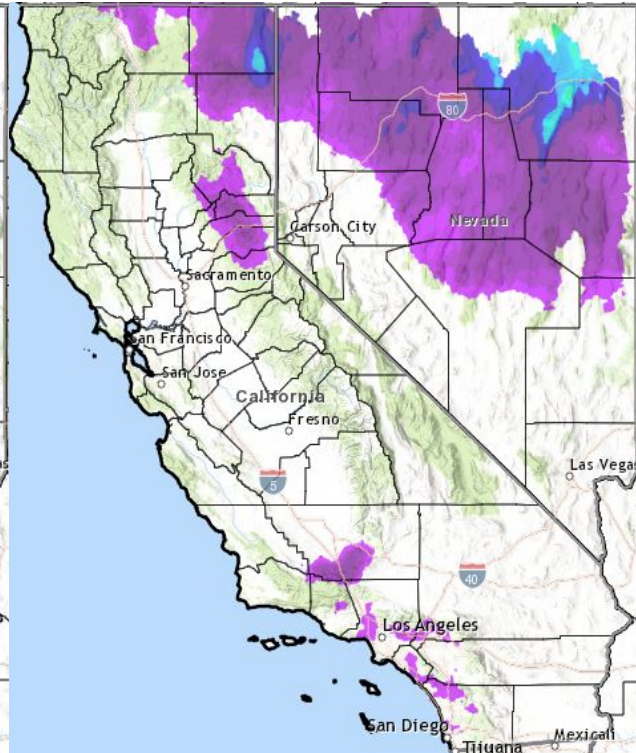 80
Nevada
Carson City
Sacramento
San Francisco
San Jose
California
Fresno
5
Las Vegas
40
Los Angeles
San Diego
Mexicali
Tijuana